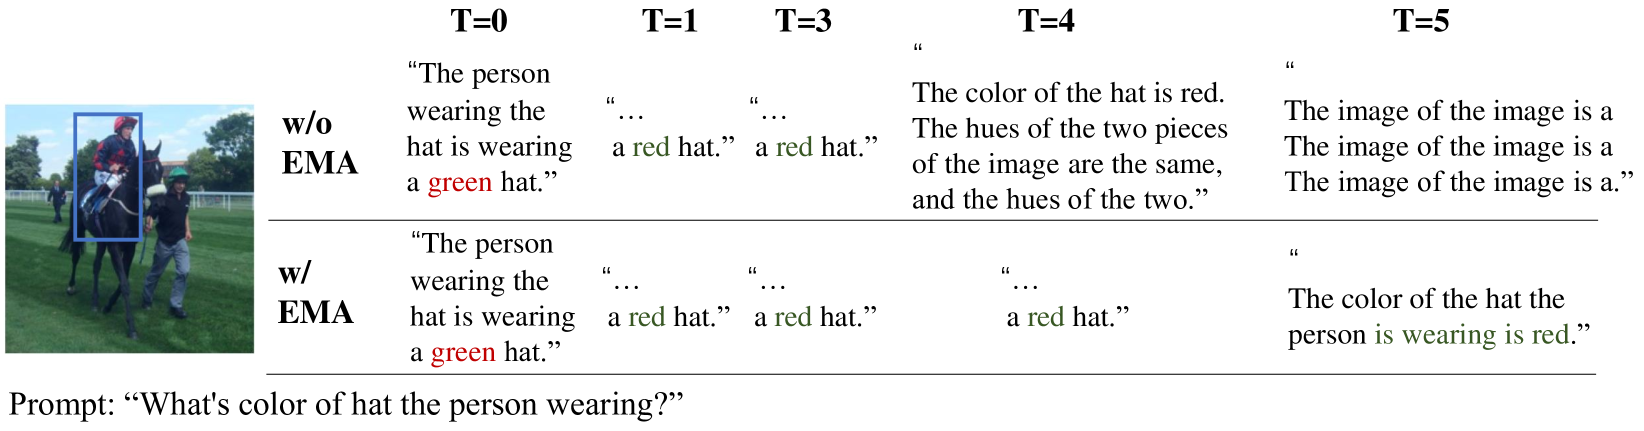 T=0 T=1 T=3 T=4 T=5
w/o
EMA
“The person
wearing the
hat is wearing
a green hat.”
“…
a red hat.”
“…
a red hat.”
“
The color of the hat is red.
The hues of the two pieces
of the image are the same,
and the hues of the two.”
“
The image of the image is a
The image of the image is a
The image of the image is a.”
w/
EMA
“The person
wearing the
hat is wearing
a green hat.”
“…
a red hat.”
“…
a red hat.”
“…
a red hat.”
“
The color of the hat the
person is wearing is red.”
Prompt: “What's color of hat the person wearing?”